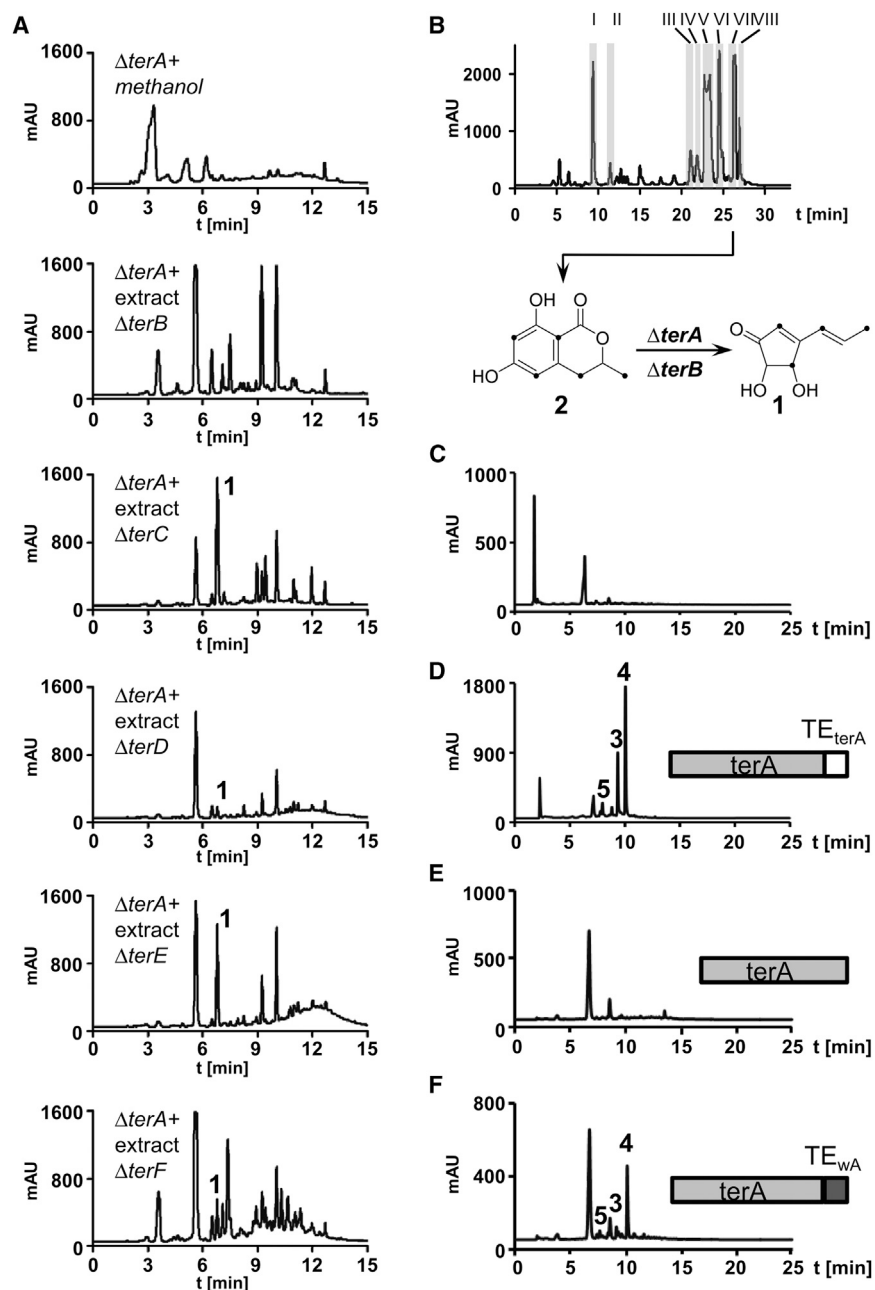 A
ΔterA+
methanol
1600
800
0
mAU
0 3 6 9 12 15
t [min]
ΔterA+
extract
ΔterB
1600
800
0
mAU
0 3 6 9 12 15
t [min]
ΔterA+
extract
ΔterC
1
1600
800
0
mAU
0 3 6 9 12 15
t [min]
ΔterA+
extract
ΔterD
1
1600
800
0
mAU
0 3 6 9 12 15
t [min]
ΔterA+
extract
ΔterE
1
1600
800
0
mAU
0 3 6 9 12 15
t [min]
ΔterA+
extract
ΔterF
1
1600
800
0
mAU
0 3 6 9 12 15
t [min]
B
I II III IV V VI VII VIII
2000
1000
0
mAU
0 10 20 30 t [min]
OH O
O
HO
2
ΔterA
ΔterB
O
HO OH
1
C
1000
500
0
mAU
0 5 10 15 20 25
t [min]
D
1800
900
0
mAU
5 3 4
TEterA
terA
0 5 10 15 20 25
t [min]
E
1000
500
0
mAU
terA
0 5 10 15 20 25
t [min]
F
800
400
0
mAU
5 3 4
TEwA
terA
0 5 10 15 20 25
t [min]